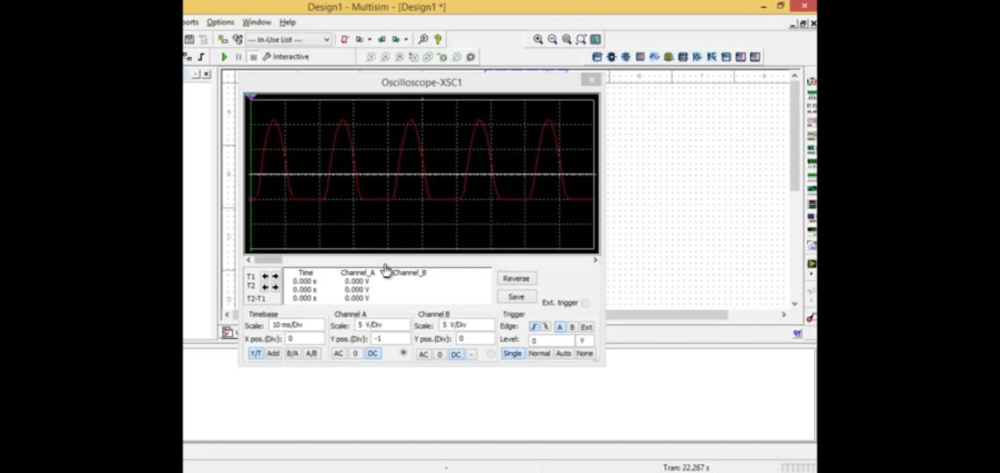 Design1 - Multisim - [Design1 *]
orts Options Window Help
--- In-Use List ---
Interactive
Oscilloscope-XSC1
T1
T2
T2-T1
Time Channel_A Channel_B
0.000 s 0.000 V
0.000 s 0.000 V
0.000 s 0.000 V
Reverse
Save
Ext. trigger
Timebase
Scale: 10 ms/Div
X pos.(Div): 0
Y/T Add B/A A/B
Channel A
Scale: 5 V/Div
Y pos.(Div): -1
AC 0 DC
Channel B
Scale: 5 V/Div
Y pos.(Div): 0
AC 0 DC -
Trigger
Edge: A B Ext
Level: 0 V
Single Normal Auto None
Tran: 22.267 s